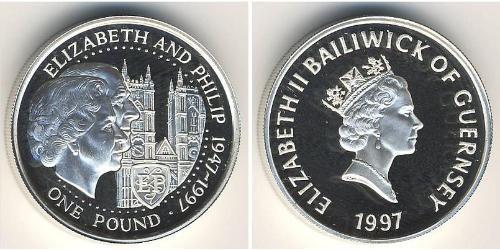 ELIZABETH AND PHILIP 1947-1997
ONE POUND
ELIZABETH II BAILIWICK OF GUERNSEY
1997